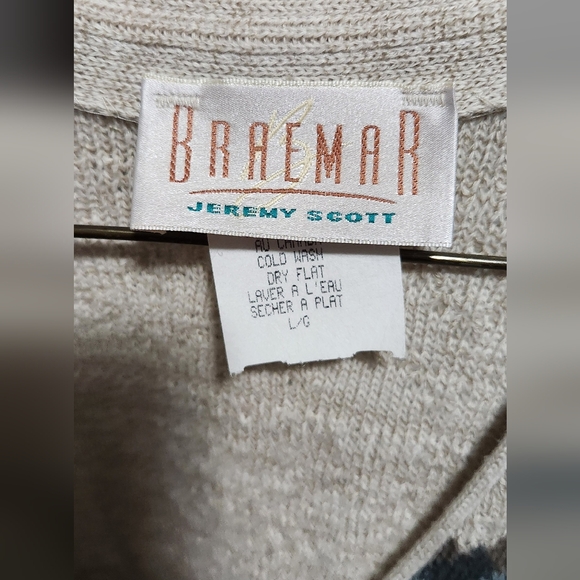 BRAEMAR
JEREMY SCOTT
AU CANADA
COLD WASH
DRY FLAT
LAVER A L'EAU
SECHER A PLAT
L/G